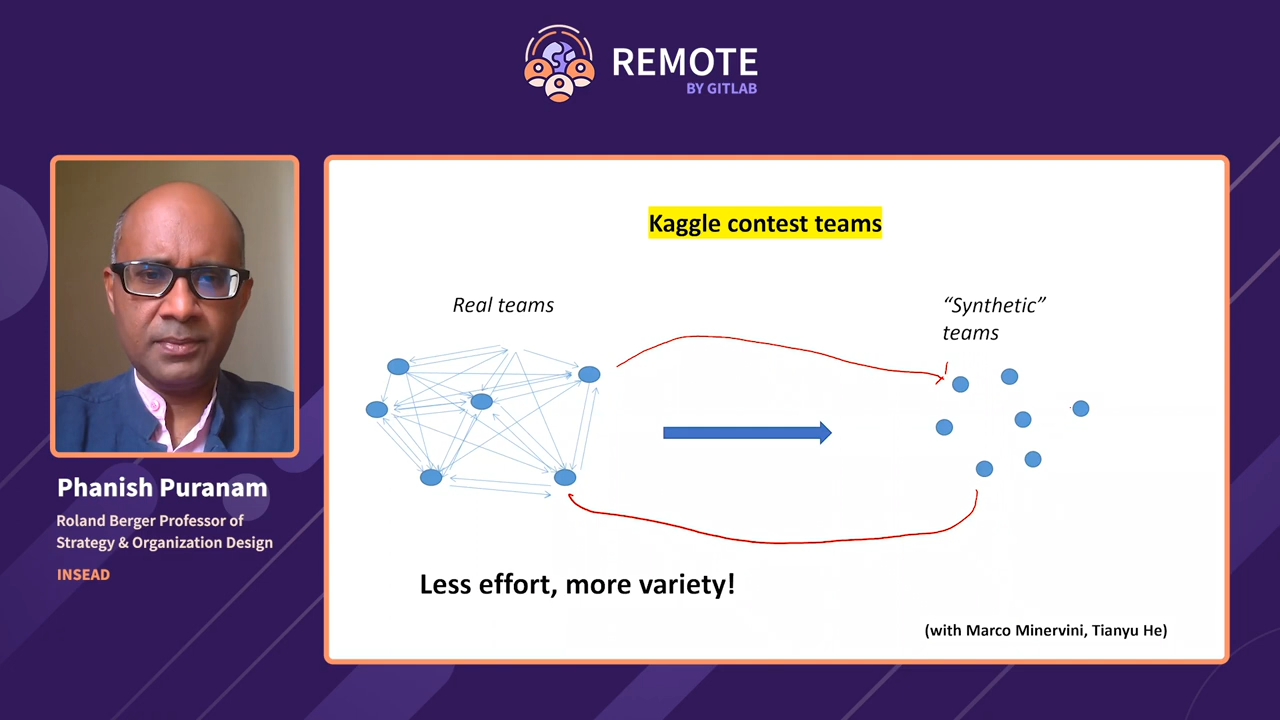 REMOTE
BY GITLAB
Phanish Puranam
Roland Berger Professor of
Strategy & Organization Design
INSEAD
Kaggle contest teams
Real teams
“Synthetic”
teams
Less effort, more variety!
(with Marco Minervini, Tianyu He)